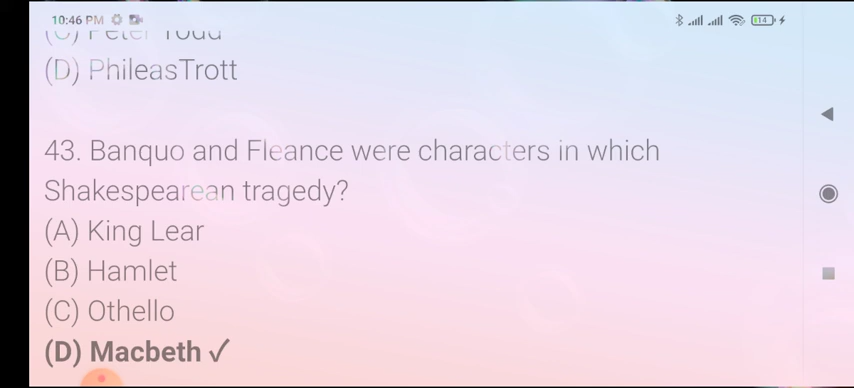 10:46 PM
14
(D) PhileasTrott
43. Banquo and Fleance were characters in which
Shakespearean tragedy?
(A) King Lear
(B) Hamlet
(C) Othello
(D) Macbeth ✓